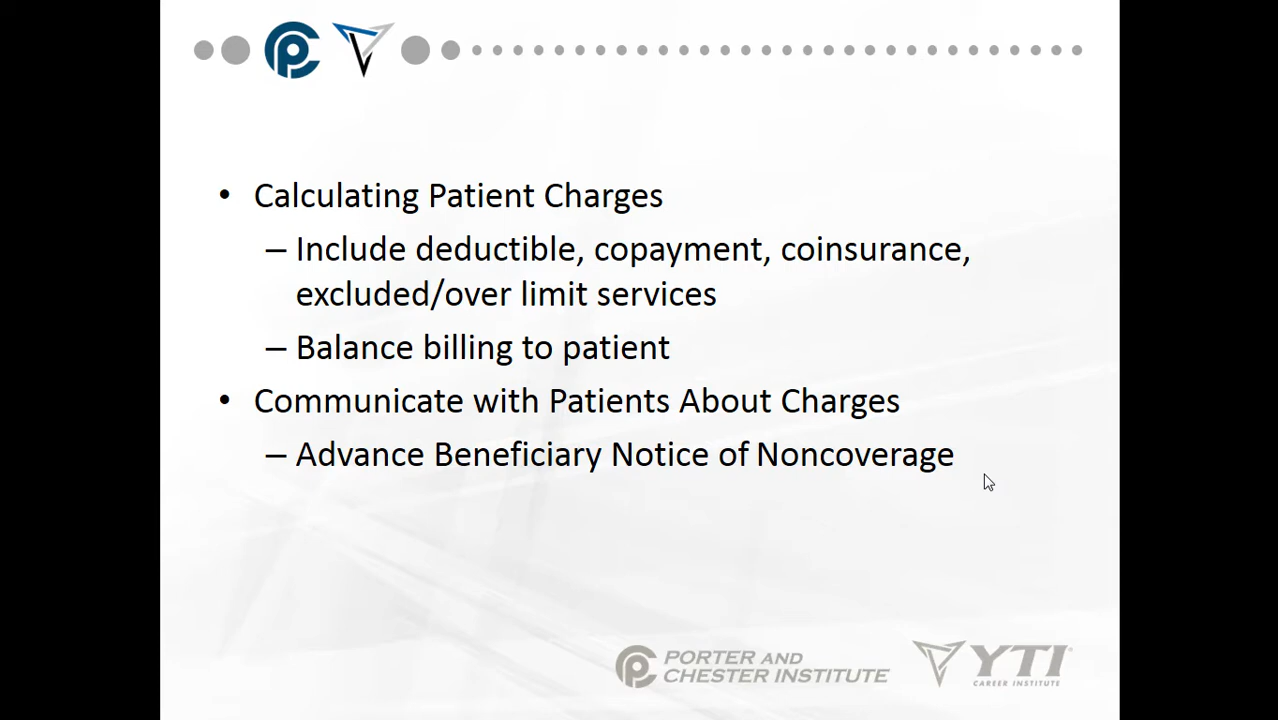 • Calculating Patient Charges
– Include deductible, copayment, coinsurance,
excluded/over limit services
– Balance billing to patient
• Communicate with Patients About Charges
– Advance Beneficiary Notice of Noncoverage
PORTER AND
CHESTER INSTITUTE
YTI®
CAREER INSTITUTE